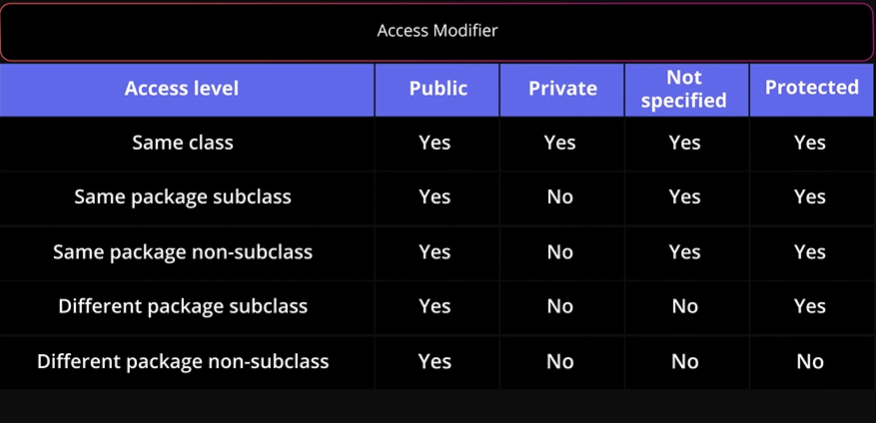 Access Modifier
Access level Public Private Not specified Protected
Same class Yes Yes Yes Yes
Same package subclass Yes No Yes Yes
Same package non-subclass Yes No Yes Yes
Different package subclass Yes No No Yes
Different package non-subclass Yes No No No